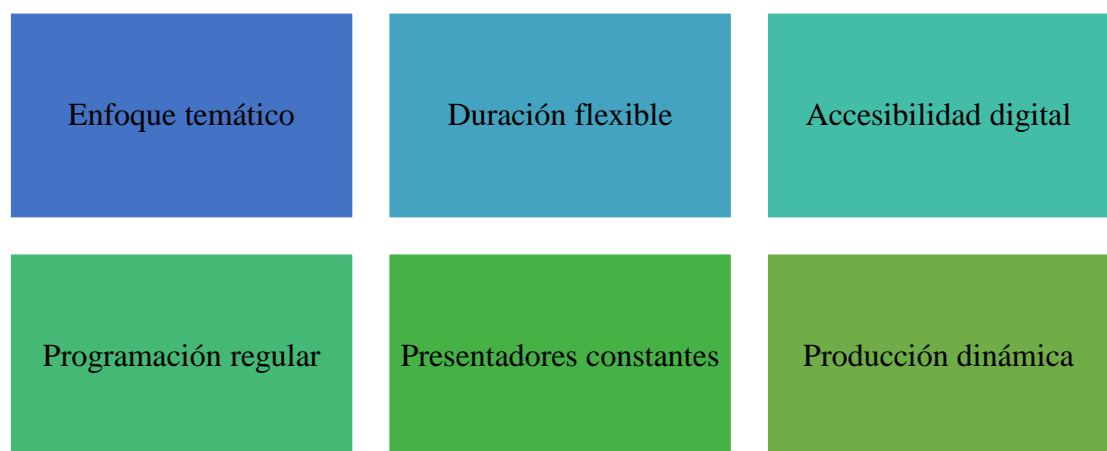 Enfoque temático
Duración flexible
Accesibilidad digital
Programación regular
Presentadores constantes
Producción dinámica